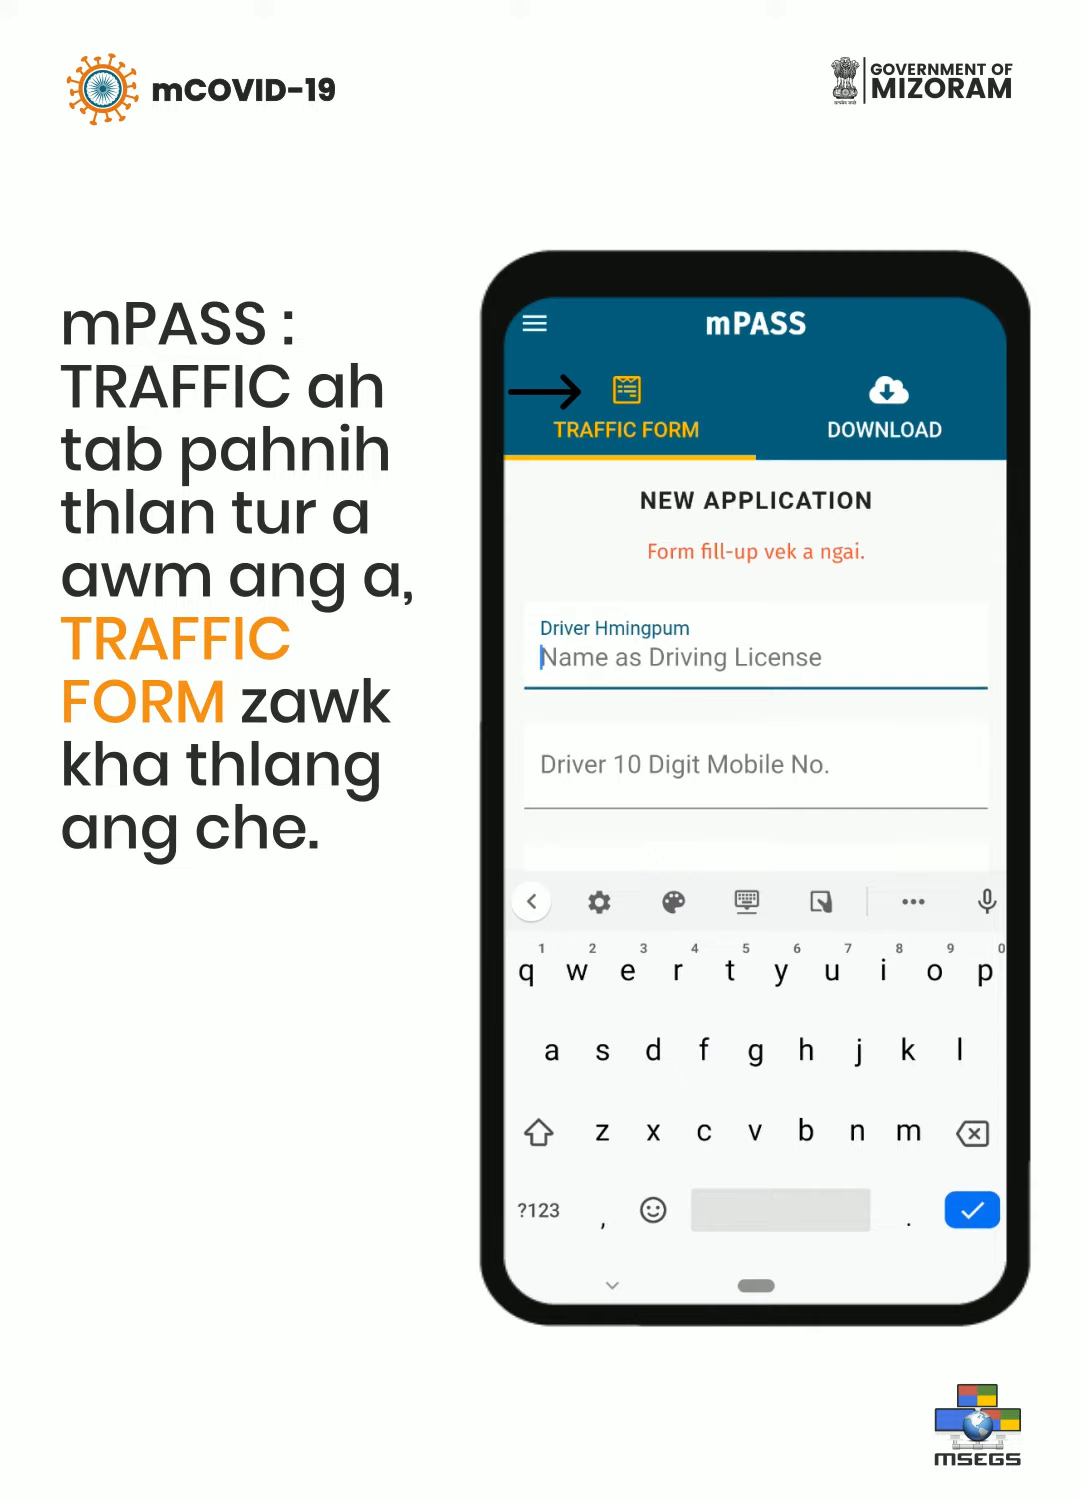 mCOVID-19
GOVERNMENT OF
MIZORAM
mPASS :
TRAFFIC ah
tab pahnih
thlan tur a
awm ang a,
TRAFFIC
FORM zawk
kha thlang
ang che.
mPASS
TRAFFIC FORM
DOWNLOAD
NEW APPLICATION
Form fill-up vek a ngai.
Driver Hmingpum
Name as Driving License
Driver 10 Digit Mobile No.
1 2 3 4 5 6 7 8 9 0
q w e r t y u i o p
a s d f g h j k l
z x c v b n m
?123 , .
MSEGS